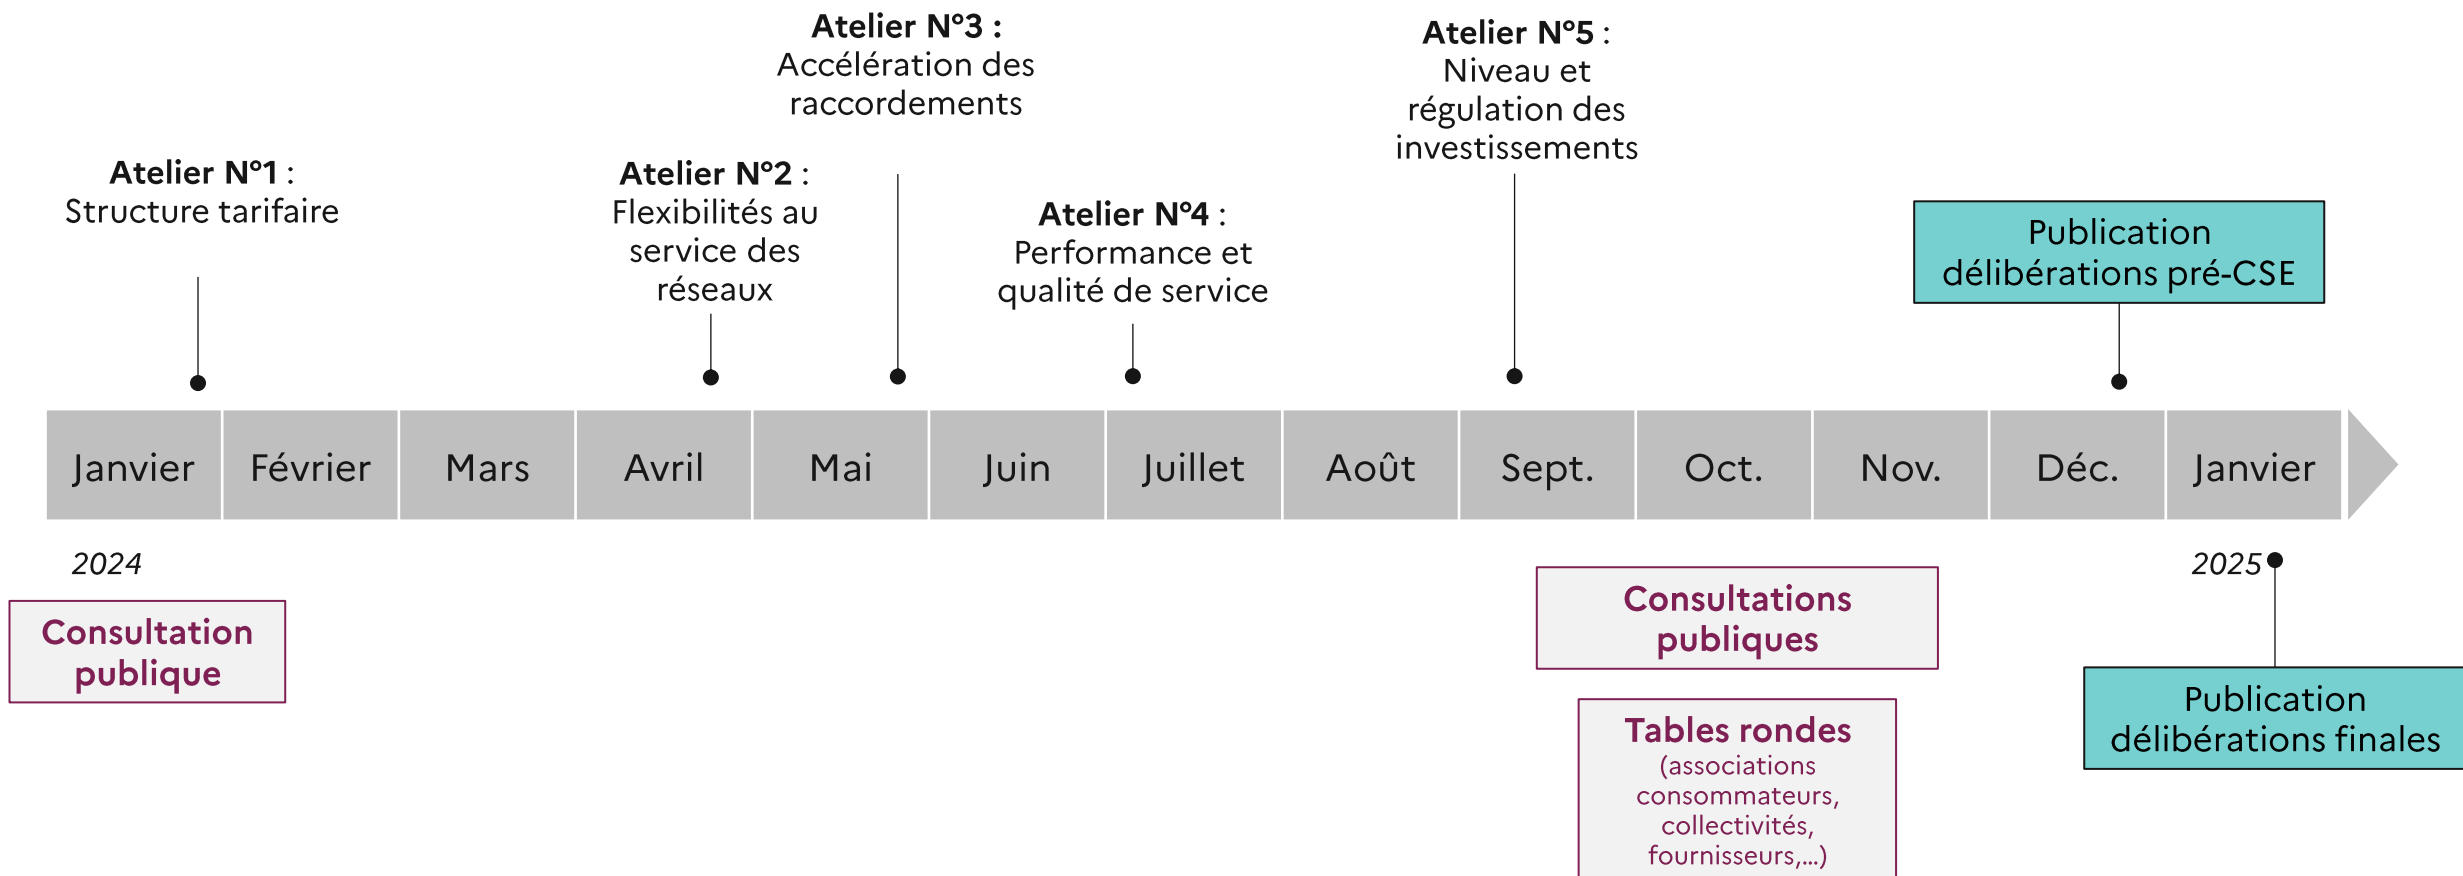 Atelier N°1 :
Structure tarifaire
Atelier N°2 :
Flexibilités au
service des
réseaux
Atelier N°3 :
Accélération des
raccordements
Atelier N°4 :
Performance et
qualité de service
Atelier N°5 :
Niveau et
régulation des
investissements
Publication
délibérations pré-CSE
Janvier
Février
Mars
Avril
Mai
Juin
Juillet
Août
Sept.
Oct.
Nov.
Déc.
Janvier
2024
2025
Consultation
publique
Consultations
publiques
Tables rondes
(associations
consommateurs,
collectivités,
fournisseurs,...)
Publication
délibérations finales